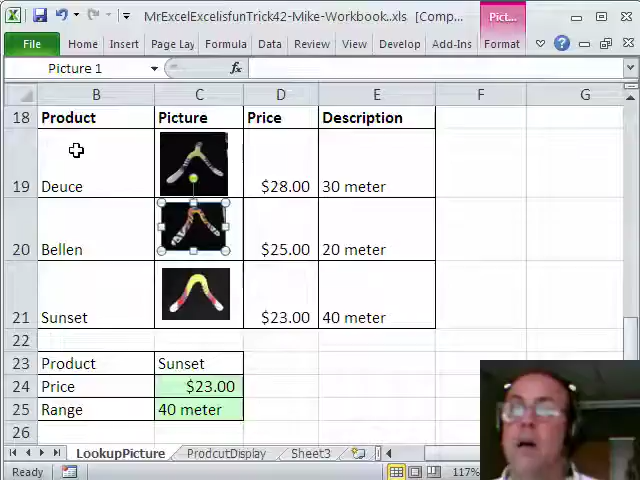 MrExcelExcelisfunTrick42-Mike-Workbook..xls [Comp...
Pict...
File Home Insert Page Lay Formula Data Review View Develop Add-Ins Format
Picture 1 fx
B C D E F G
18 Product Picture Price Description
19 Deuce $28.00 30 meter
20 Bellen $25.00 20 meter
21 Sunset $23.00 40 meter
22
23 Product Sunset
24 Price $23.00
25 Range 40 meter
26
LookupPicture ProdcutDisplay Sheet3
Ready 117%